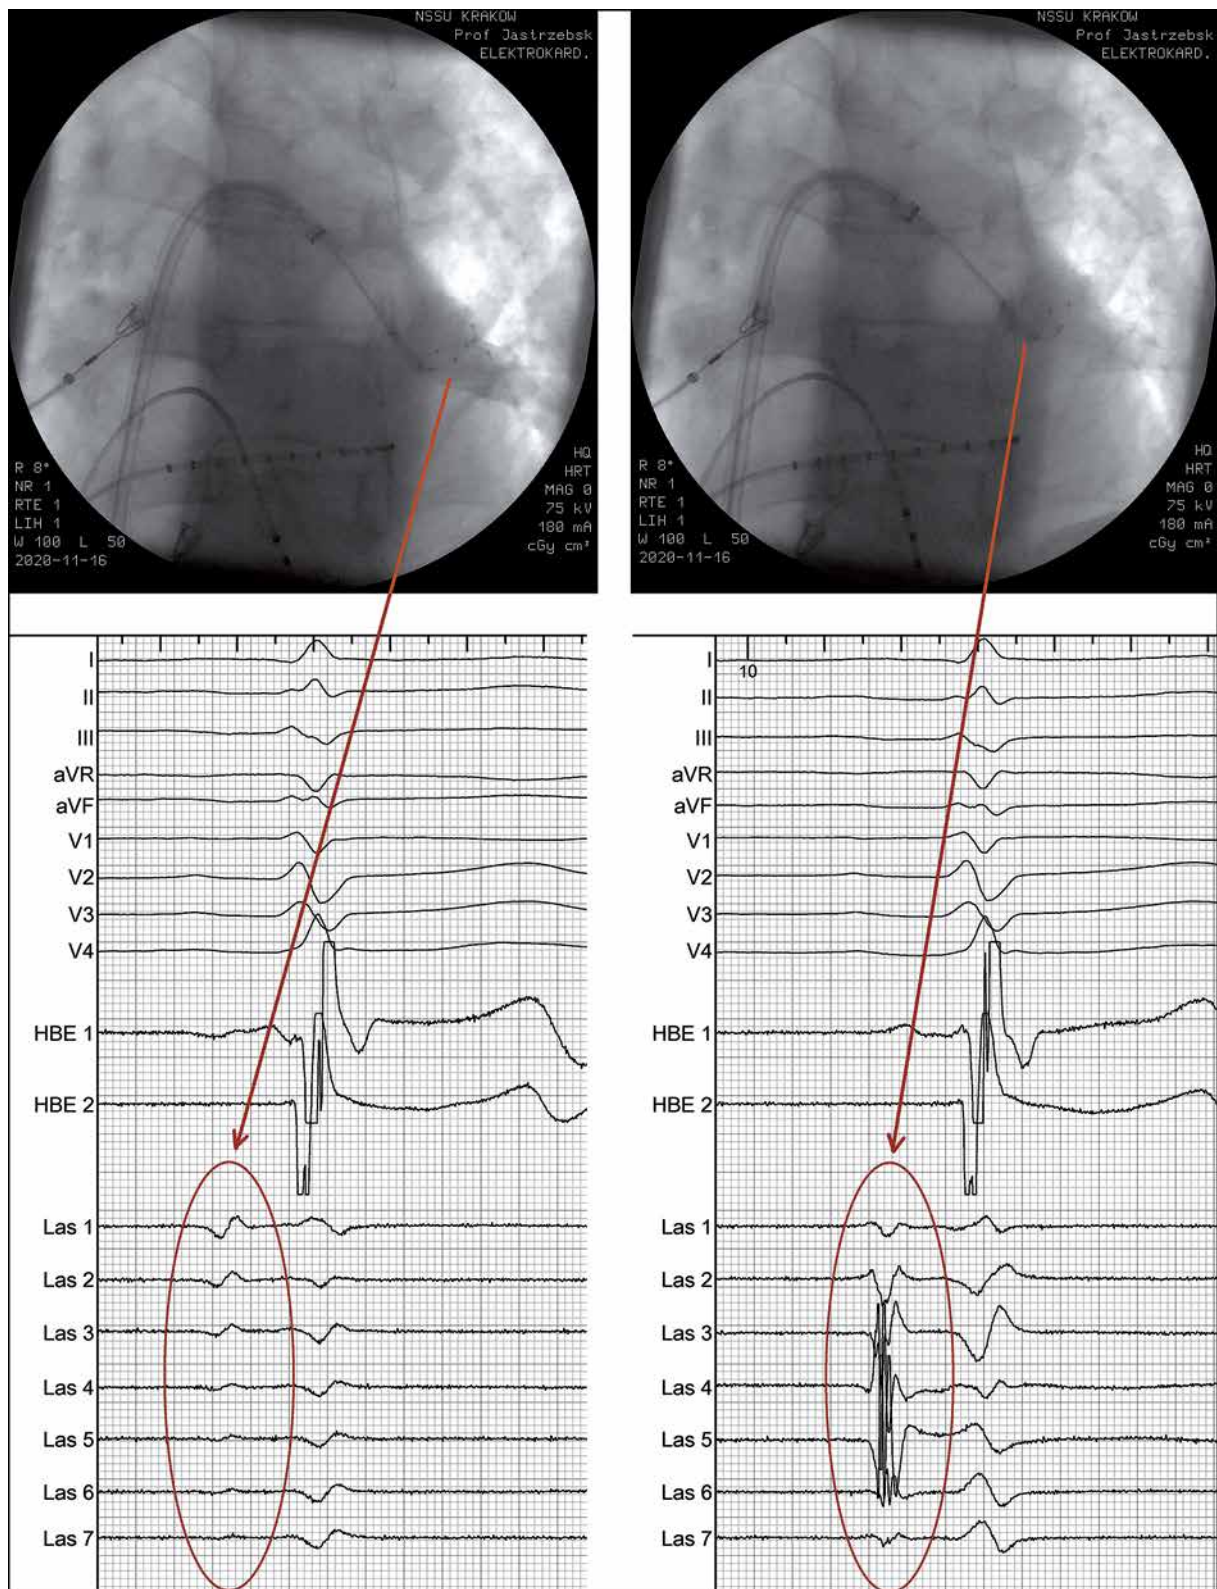 NSSU KRAKOW
Prof Jastrzebsk
ELEKTROKARD.
R 8°
NR 1
RTE 1
LIH 1
W 100 L 50
2020-11-16
HQ
HRT
MAG 0
75 kV
180 mA
cGy cm²
NSSU KRAKOW
Prof Jastrzebsk
ELEKTROKARD.
R 8°
NR 1
RTE 1
LIH 1
W 100 L 50
2020-11-16
HQ
HRT
MAG 0
75 kV
180 mA
cGy cm²
I
II
III
aVR
aVF
V1
V2
V3
V4
HBE 1
HBE 2
Las 1
Las 2
Las 3
Las 4
Las 5
Las 6
Las 7
10
I
II
III
aVR
aVF
V1
V2
V3
V4
HBE 1
HBE 2
Las 1
Las 2
Las 3
Las 4
Las 5
Las 6
Las 7